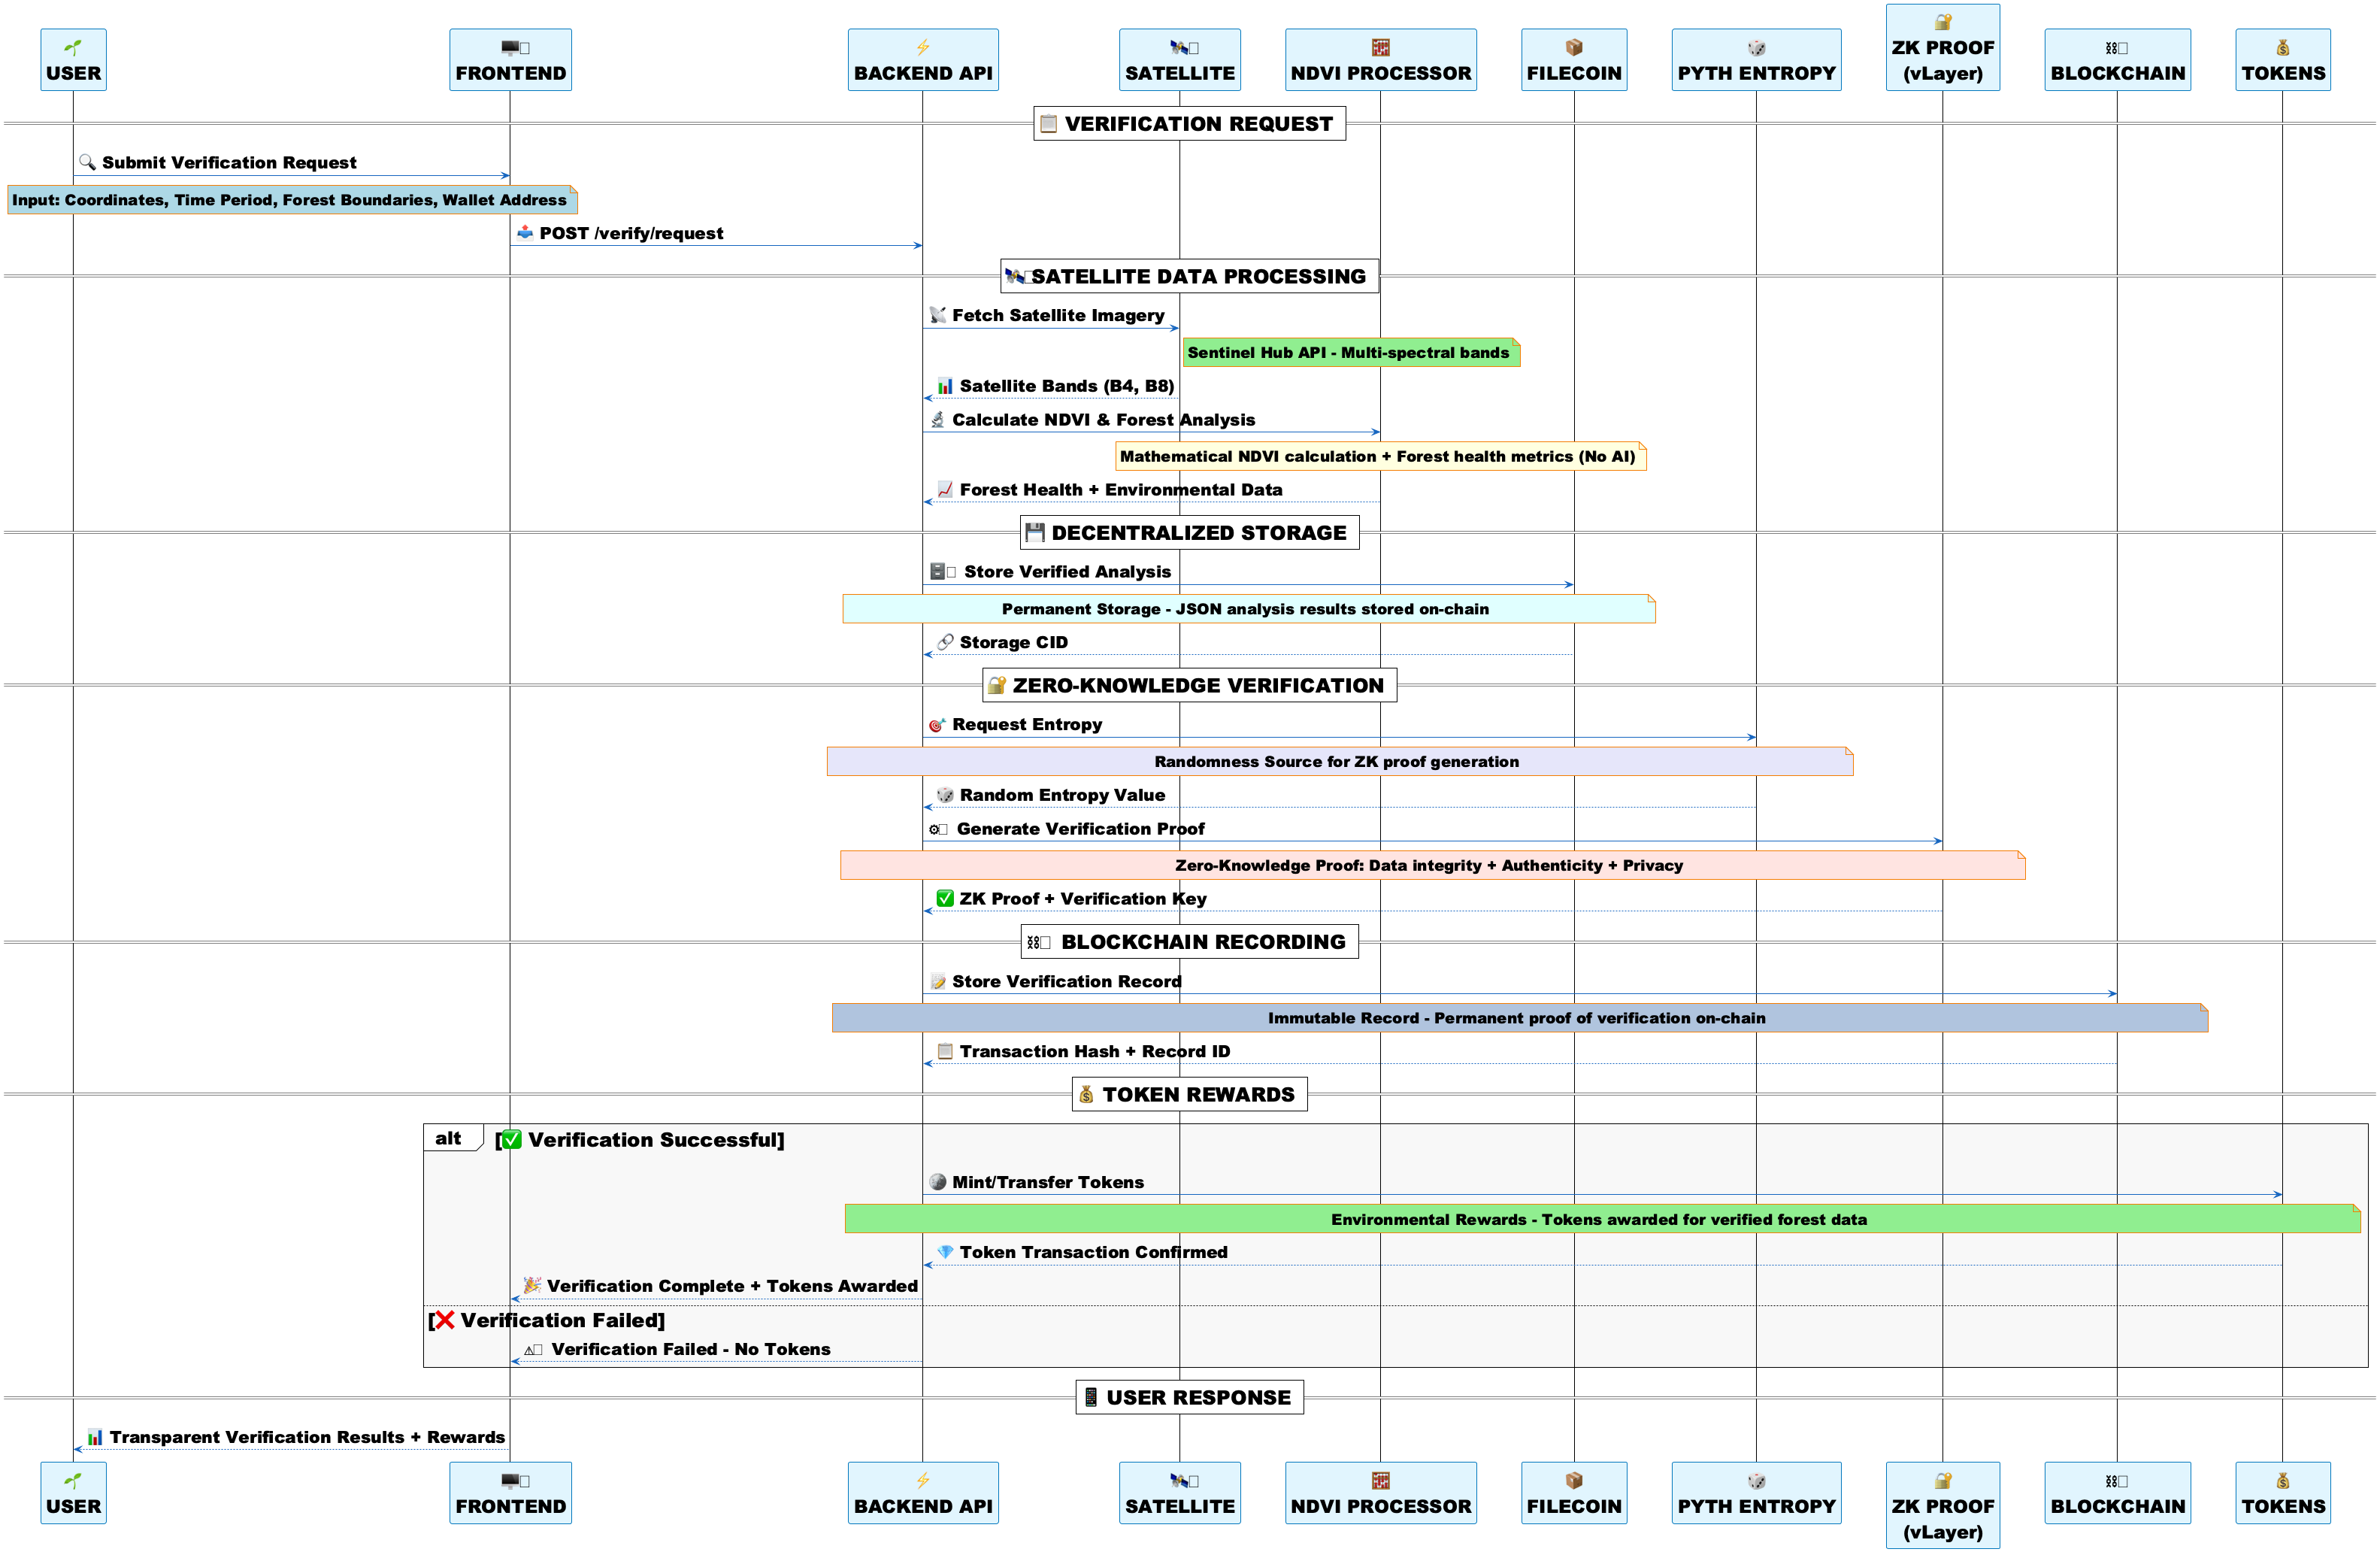 🌱
USER
🖥️
FRONTEND
⚡
BACKEND API
🛰️
SATELLITE
🧮
NDVI PROCESSOR
📦
FILECOIN
🎲
PYTH ENTROPY
🔐
ZK PROOF
(vLayer)
⛓️
BLOCKCHAIN
💰
TOKENS
📋 VERIFICATION REQUEST
🔍 Submit Verification Request
Input: Coordinates, Time Period, Forest Boundaries, Wallet Address
📤 POST /verify/request
🛰️ SATELLITE DATA PROCESSING
📡 Fetch Satellite Imagery
Sentinel Hub API - Multi-spectral bands
📊 Satellite Bands (B4, B8)
🔬 Calculate NDVI & Forest Analysis
Mathematical NDVI calculation + Forest health metrics (No AI)
📈 Forest Health + Environmental Data
💾 DECENTRALIZED STORAGE
🗄️ Store Verified Analysis
Permanent Storage - JSON analysis results stored on-chain
🔗 Storage CID
🔐 ZERO-KNOWLEDGE VERIFICATION
🎯 Request Entropy
Randomness Source for ZK proof generation
🎲 Random Entropy Value
⚙️ Generate Verification Proof
Zero-Knowledge Proof: Data integrity + Authenticity + Privacy
✅ ZK Proof + Verification Key
⛓️ BLOCKCHAIN RECORDING
📝 Store Verification Record
Immutable Record - Permanent proof of verification on-chain
📋 Transaction Hash + Record ID
💰 TOKEN REWARDS
alt [✅ Verification Successful]
🪙 Mint/Transfer Tokens
Environmental Rewards - Tokens awarded for verified forest data
💎 Token Transaction Confirmed
🎉 Verification Complete + Tokens Awarded
[❌ Verification Failed]
⚠️ Verification Failed - No Tokens
📱 USER RESPONSE
📊 Transparent Verification Results + Rewards
🌱
USER
🖥️
FRONTEND
⚡
BACKEND API
🛰️
SATELLITE
🧮
NDVI PROCESSOR
📦
FILECOIN
🎲
PYTH ENTROPY
🔐
ZK PROOF
(vLayer)
⛓️
BLOCKCHAIN
💰
TOKENS